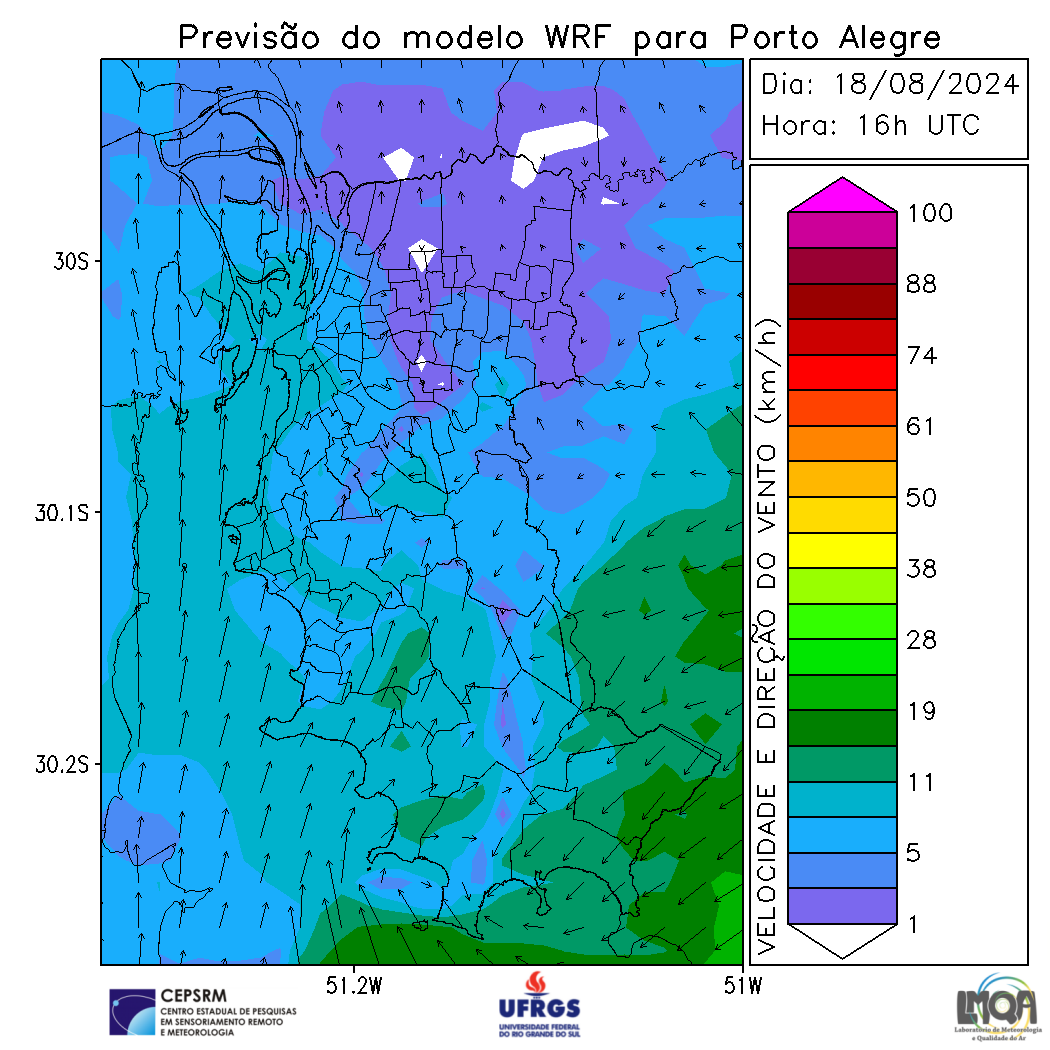 Previsão do modelo WRF para Porto Alegre
Dia: 18/08/2024
Hora: 16h UTC
30S
30.1S
30.2S
51.2W
51W
VELOCIDADE E DIREÇÃO DO VENTO (km/h)
100
88
74
61
50
38
28
19
11
5
1
CEPSRM
CENTRO ESTADUAL DE PESQUISAS
EM SENSORIAMENTO REMOTO
E METEOROLOGIA
UFRGS
UNIVERSIDADE FEDERAL
DO RIO GRANDE DO SUL
LMQA
Laboratório de Meteorologia
e Qualidade do Ar